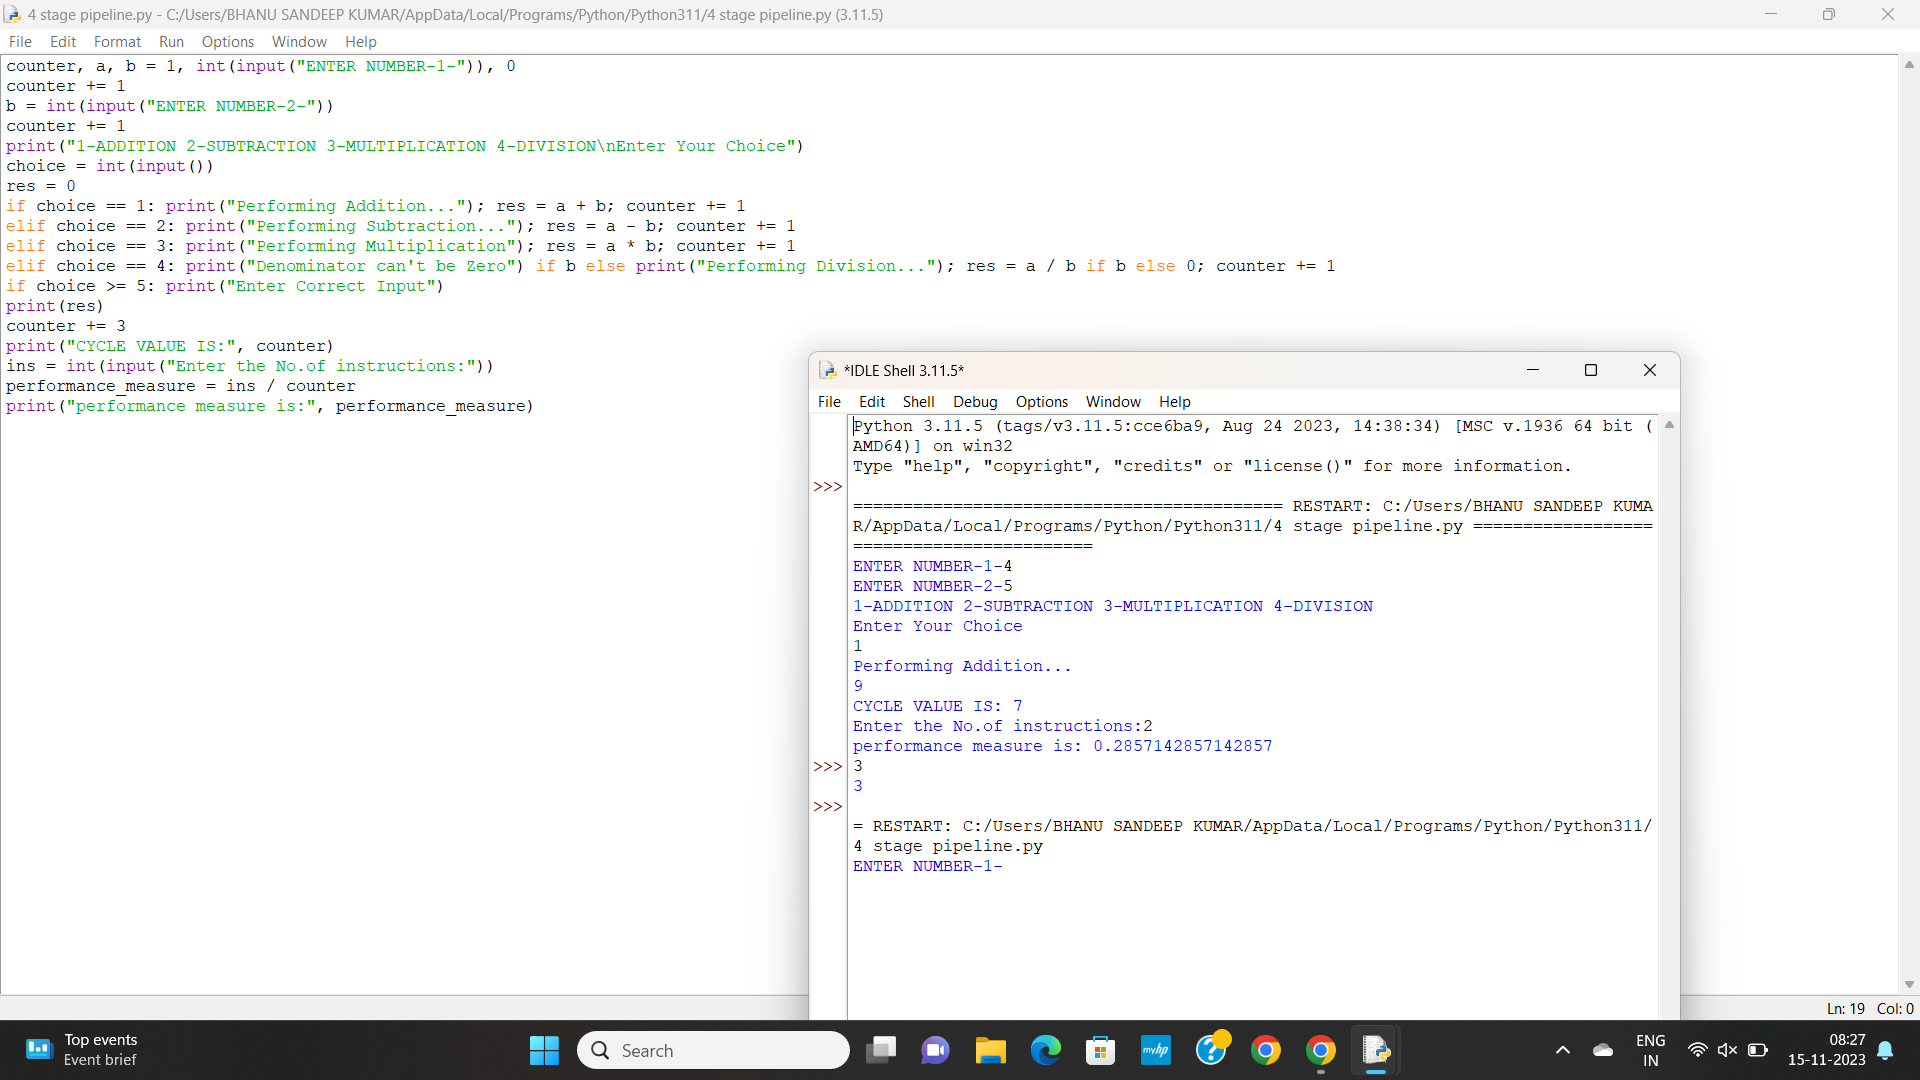 4 stage pipeline.py - C:/Users/BHANU SANDEEP KUMAR/AppData/Local/Programs/Python/Python311/4 stage pipeline.py (3.11.5)
File Edit Format Run Options Window Help
counter, a, b = 1, int(input("ENTER NUMBER-1-")), 0
counter += 1
b = int(input("ENTER NUMBER-2-"))
counter += 1
print("1-ADDITION 2-SUBTRACTION 3-MULTIPLICATION 4-DIVISION\nEnter Your Choice")
choice = int(input())
res = 0
if choice == 1: print("Performing Addition..."); res = a + b; counter += 1
elif choice == 2: print("Performing Subtraction..."); res = a - b; counter += 1
elif choice == 3: print("Performing Multiplication"); res = a * b; counter += 1
elif choice == 4: print("Denominator can't be Zero") if b else print("Performing Division..."); res = a / b if b else 0; counter += 1
if choice >= 5: print("Enter Correct Input")
print(res)
counter += 3
print("CYCLE VALUE IS:", counter)
ins = int(input("Enter the No.of instructions:"))
performance_measure = ins / counter
print("performance measure is:", performance_measure)
*IDLE Shell 3.11.5*
File Edit Shell Debug Options Window Help
Python 3.11.5 (tags/v3.11.5:cce6ba9, Aug 24 2023, 14:38:34) [MSC v.1936 64 bit (
AMD64)] on win32
Type "help", "copyright", "credits" or "license()" for more information.
>>>
=========================================== RESTART: C:/Users/BHANU SANDEEP KUMA
R/AppData/Local/Programs/Python/Python311/4 stage pipeline.py ==================
========================
ENTER NUMBER-1-4
ENTER NUMBER-2-5
1-ADDITION 2-SUBTRACTION 3-MULTIPLICATION 4-DIVISION
Enter Your Choice
1
Performing Addition...
9
CYCLE VALUE IS: 7
Enter the No.of instructions:2
performance measure is: 0.2857142857142857
>>> 3
3
>>>
= RESTART: C:/Users/BHANU SANDEEP KUMAR/AppData/Local/Programs/Python/Python311/
4 stage pipeline.py
ENTER NUMBER-1-
Ln: 19 Col: 0
Top events
Event brief
Search
myhp
ENG
IN
08:27
15-11-2023